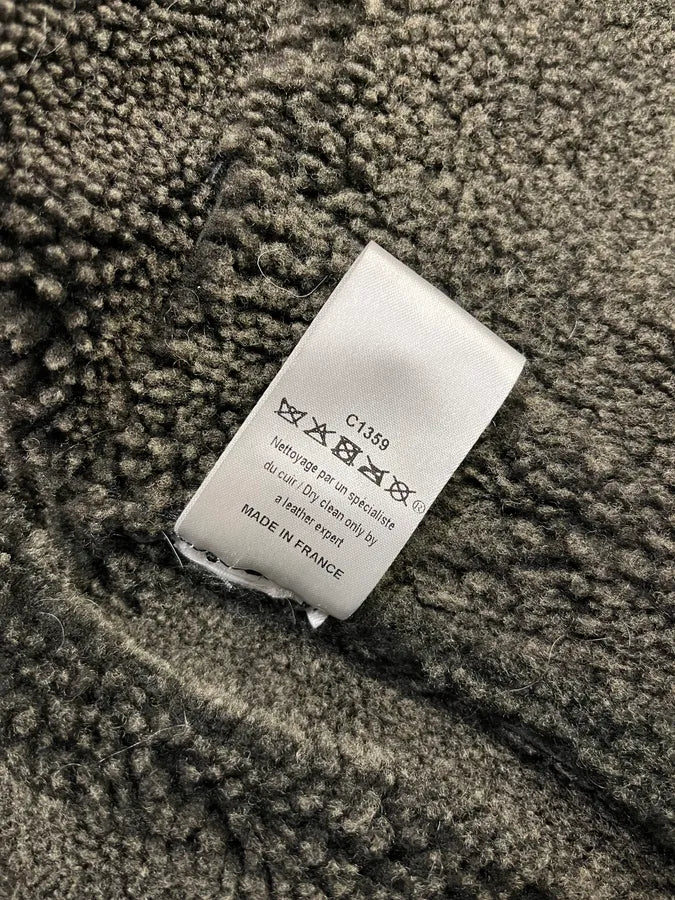 C1359
®
Nettoyage par un spécialiste
du cuir / Dry clean only by
a leather expert
MADE IN FRANCE